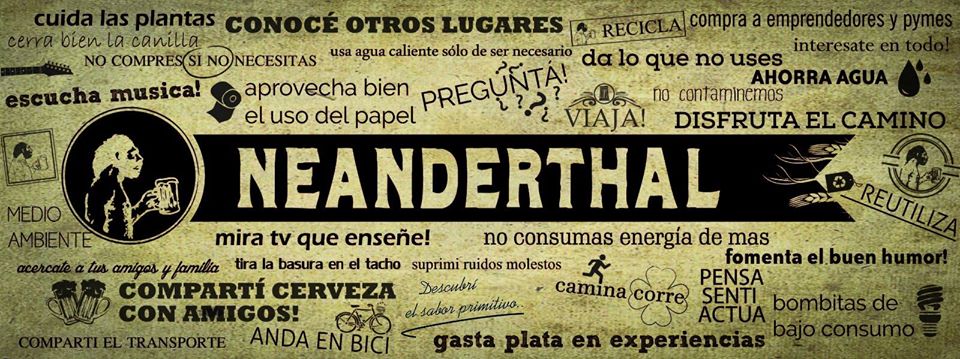 cuida las plantas
cerra bien la canilla
CONOCÉ OTROS LUGARES
RECICLA
compra a emprendedores y pymes
NO COMPRES SI NO NECESITAS
usa agua caliente sólo de ser necesario
da lo que no uses
interesate en todo!
escucha musica!
aprovecha bien
el uso del papel
PREGUNTÁ!
? ? ? ? ?
VIAJA!
no contaminemos
AHORRA AGUA
DISFRUTA EL CAMINO
NEANDERTHAL
REUTILIZA
MEDIO
AMBIENTE
mira tv que enseñe!
no consumas energía de mas
fomenta el buen humor!
acercate a tus amigos y familia
tira la basura en el tacho
suprimi ruidos molestos
COMPARTÍ CERVEZA
CON AMIGOS!
Descubrí
el sabor primitivo..
camina
corre
PENSA
SENTI
ACTUA
bombitas de
bajo consumo
COMPARTI EL TRANSPORTE
ANDA EN BICI
gasta plata en experiencias